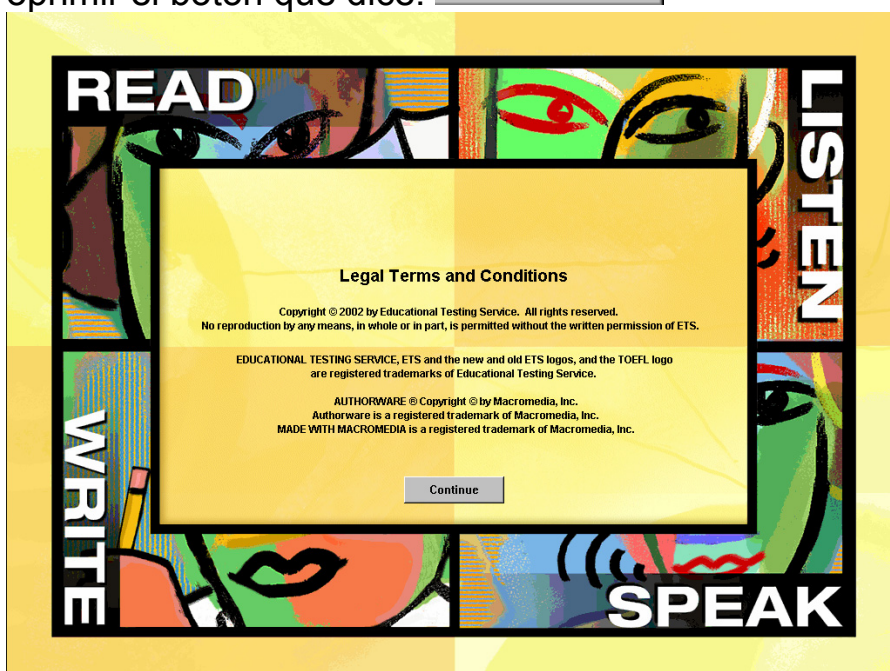 oprimir el botón que dice:
READ
LISTEN
Legal Terms and Conditions
Copyright © 2002 by Educational Testing Service. All rights reserved.
No reproduction by any means, in whole or in part, is permitted without the written permission of ETS.
EDUCATIONAL TESTING SERVICE, ETS and the new and old ETS logos, and the TOEFL logo
are registered trademarks of Educational Testing Service.
AUTHORWARE ® Copyright © by Macromedia, Inc.
Authorware is a registered trademark of Macromedia, Inc.
MADE WITH MACROMEDIA is a registered trademark of Macromedia, Inc.
Continue
WRITE
SPEAK